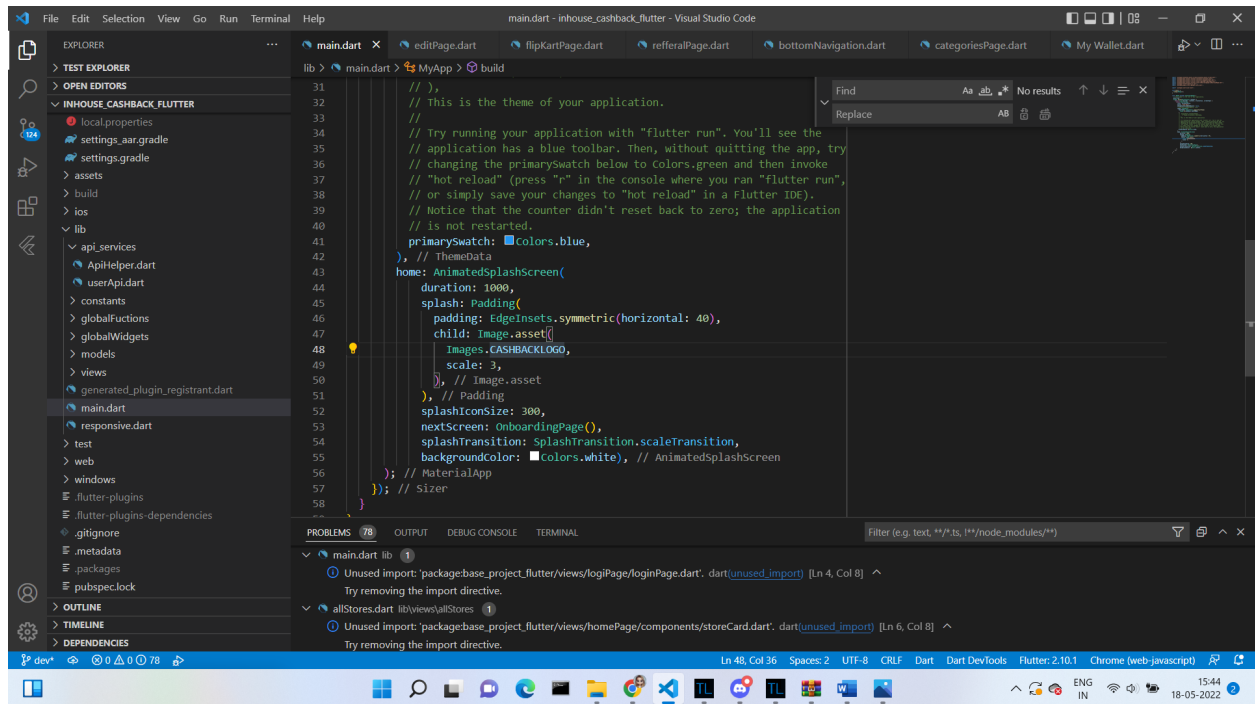 File Edit Selection View Go Run Terminal Help
main.dart - inhouse_cashback_flutter - Visual Studio Code
EXPLORER
TEST EXPLORER
OPEN EDITORS
INHOUSE_CASHBACK_FLUTTER
local.properties
settings_aar.gradle
settings.gradle
assets
build
ios
lib
api_services
ApiHelper.dart
userApi.dart
constants
globalFuctions
globalWidgets
models
views
generated_plugin_registrant.dart
main.dart
responsive.dart
test
web
windows
.flutter-plugins
.flutter-plugins-dependencies
.gitignore
.metadata
.packages
pubspec.lock
OUTLINE
TIMELINE
DEPENDENCIES
124
main.dart editPage.dart flipKartPage.dart refferalPage.dart bottomNavigation.dart categoriesPage.dart My Wallet.dart
lib > main.dart > MyApp > build
Find Aa ab .* No results
Replace AB
31 // ),
32 // This is the theme of your application.
33 //
34 // Try running your application with "flutter run". You'll see the
35 // application has a blue toolbar. Then, without quitting the app, try
36 // changing the primarySwatch below to Colors.green and then invoke
37 // "hot reload" (press "r" in the console where you ran "flutter run",
38 // or simply save your changes to "hot reload" in a Flutter IDE).
39 // Notice that the counter didn't reset back to zero; the application
40 // is not restarted.
41 primarySwatch: Colors.blue,
42 ), // ThemeData
43 home: AnimatedSplashScreen(
44 duration: 1000,
45 splash: Padding(
46 padding: EdgeInsets.symmetric(horizontal: 40),
47 child: Image.asset(
48 Images.CASHBACKLOGO,
49 scale: 3,
50 ), // Image.asset
51 ), // Padding
52 splashIconSize: 300,
53 nextScreen: OnboardingPage(),
54 splashTransition: SplashTransition.scaleTransition,
55 backgroundColor: Colors.white), // AnimatedSplashScreen
56 ); // MaterialApp
57 }); // Sizer
58 }
PROBLEMS 78 OUTPUT DEBUG CONSOLE TERMINAL
Filter (e.g. text, **/*.ts, !**/node_modules/**)
main.dart lib 1
Unused import: 'package:base_project_flutter/views/logiPage/loginPage.dart'. dart(unused_import) [Ln 4, Col 8]
Try removing the import directive.
allStores.dart lib\views\allStores 1
Unused import: 'package:base_project_flutter/views/homePage/components/storeCard.dart'. dart(unused_import) [Ln 6, Col 8]
Try removing the import directive.
dev* 0 0 78
Ln 48, Col 36 Spaces: 2 UTF-8 CRLF Dart Dart DevTools Flutter: 2.10.1 Chrome (web-javascript)
TL TL
ENG
IN
15:44
18-05-2022
2